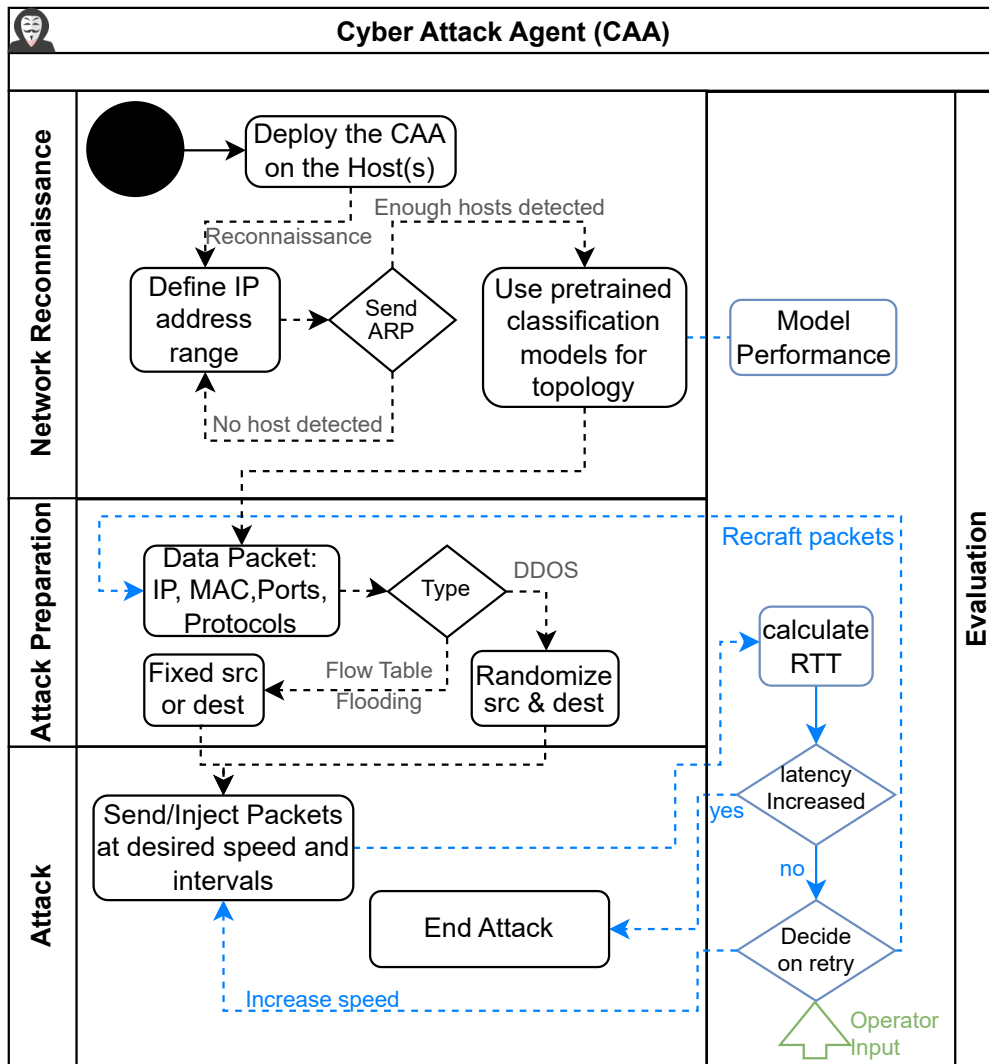 Cyber Attack Agent (CAA)
Network Reconnaissance
Deploy the CAA
on the Host(s)
Reconnaissance
Enough hosts detected
Define IP
address
range
Send
ARP
Use pretrained
classification
models for
topology
Model
Performance
No host detected
Evaluation
Attack Preparation
Recraft packets
Data Packet:
IP, MAC,Ports,
Protocols
Type
DDOS
Flow Table
Flooding
Fixed src
or dest
Randomize
src & dest
calculate
RTT
Attack
Send/Inject Packets
at desired speed and
intervals
latency
Increased
yes
no
End Attack
Decide
on retry
Increase speed
Operator
Input